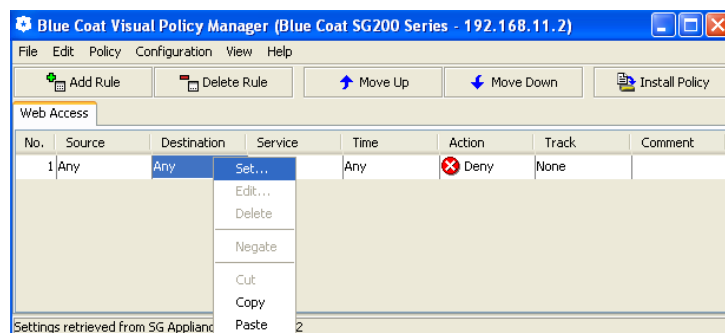 Blue Coat Visual Policy Manager (Blue Coat SG200 Series - 192.168.11.2)
File Edit Policy Configuration View Help
Add Rule Delete Rule Move Up Move Down Install Policy
Web Access
No. Source Destination Service Time Action Track Comment
1 Any Any Any Deny None
Set...
Edit...
Delete
Negate
Cut
Copy
Paste
Settings retrieved from SG Applianc 2